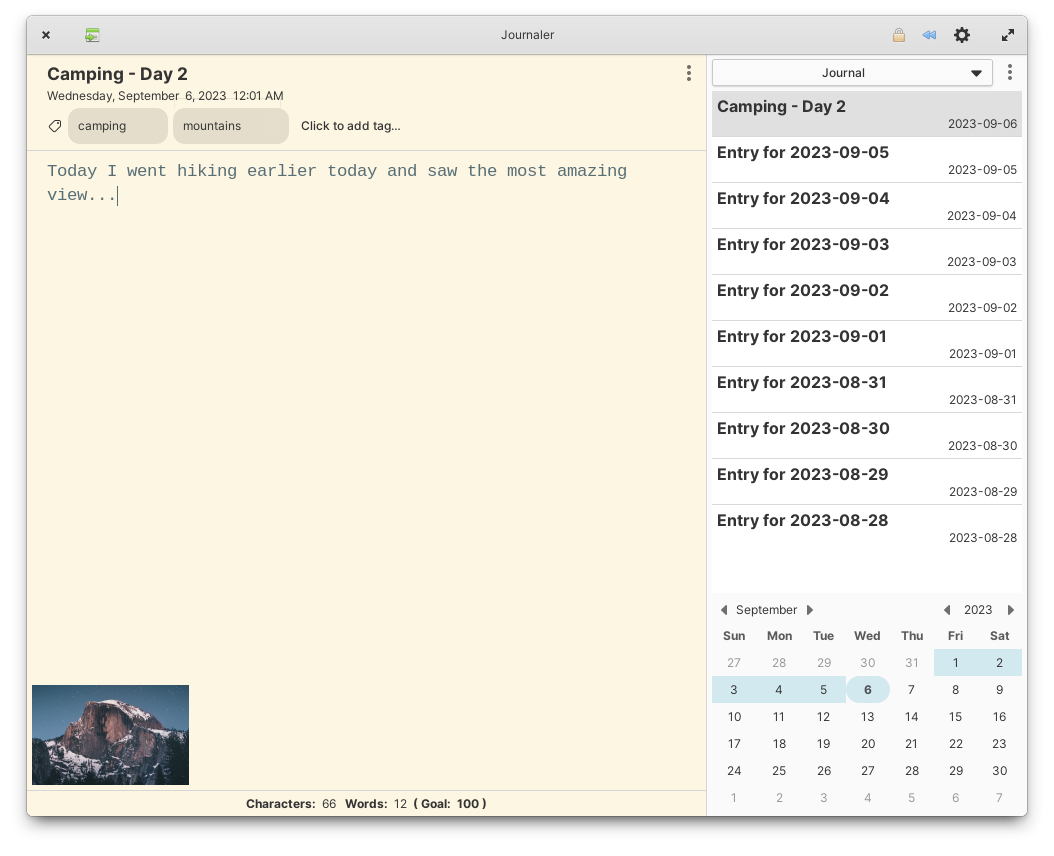 Journaler
Camping - Day 2
Wednesday, September 6, 2023 12:01 AM
camping mountains Click to add tag...
Today I went hiking earlier today and saw the most amazing
view...
Characters: 66 Words: 12 ( Goal: 100 )
Journal
Camping - Day 2
2023-09-06
Entry for 2023-09-05
2023-09-05
Entry for 2023-09-04
2023-09-04
Entry for 2023-09-03
2023-09-03
Entry for 2023-09-02
2023-09-02
Entry for 2023-09-01
2023-09-01
Entry for 2023-08-31
2023-08-31
Entry for 2023-08-30
2023-08-30
Entry for 2023-08-29
2023-08-29
Entry for 2023-08-28
2023-08-28
September 2023
Sun Mon Tue Wed Thu Fri Sat
27 28 29 30 31 1 2
3 4 5 6 7 8 9
10 11 12 13 14 15 16
17 18 19 20 21 22 23
24 25 26 27 28 29 30
1 2 3 4 5 6 7